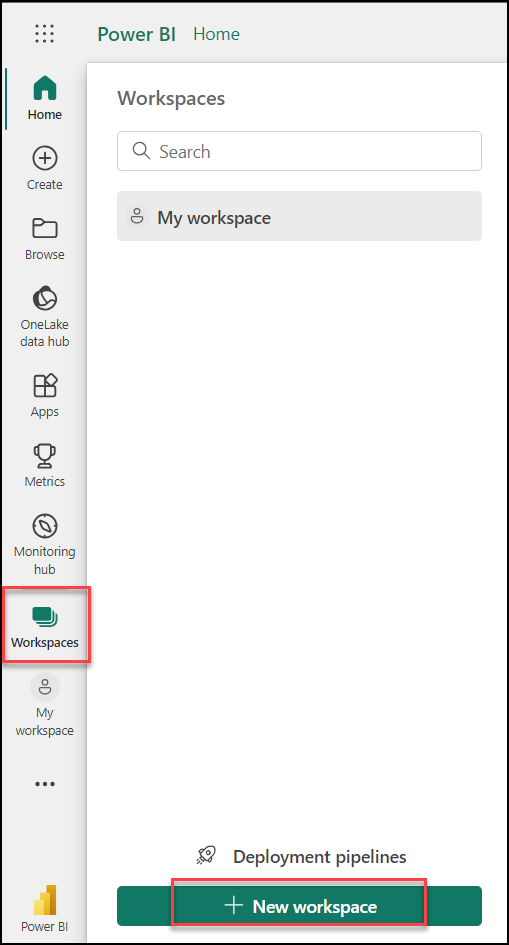 Power BI Home
Home
Create
Browse
OneLake
data hub
Apps
Metrics
Monitoring
hub
Workspaces
My
workspace
Power BI
Workspaces
Search
My workspace
Deployment pipelines
New workspace